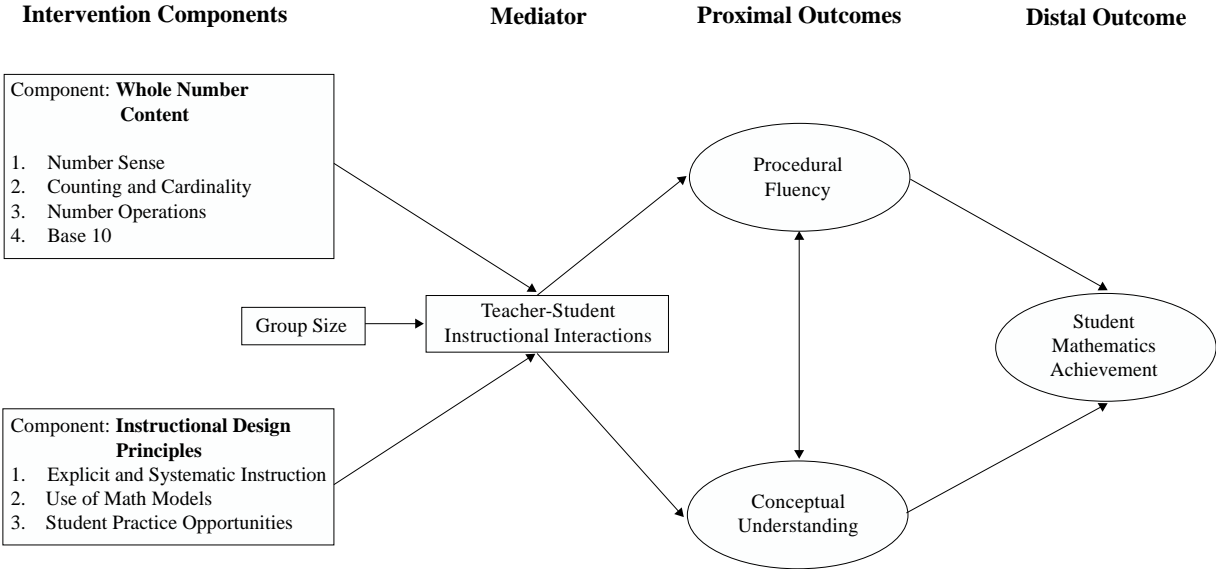 Intervention Components
Mediator
Proximal Outcomes
Distal Outcome
Component: Whole Number
Content
1. Number Sense
2. Counting and Cardinality
3. Number Operations
4. Base 10
Group Size
Component: Instructional Design
Principles
1. Explicit and Systematic Instruction
2. Use of Math Models
3. Student Practice Opportunities
Teacher-Student
Instructional Interactions
Procedural
Fluency
Conceptual
Understanding
Student
Mathematics
Achievement